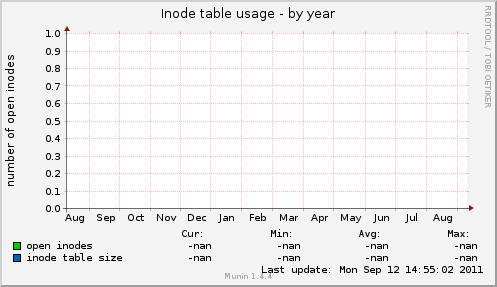 Inode table usage - by year
RRDTOOL / TOBI OETIKER
number of open inodes
1.0
0.9
0.8
0.7
0.6
0.5
0.4
0.3
0.2
0.1
0.0
Aug Sep Oct Nov Dec Jan Feb Mar Apr May Jun Jul Aug
Cur: Min: Avg: Max:
open inodes -nan -nan -nan -nan
inode table size -nan -nan -nan -nan
Last update: Mon Sep 12 14:55:02 2011
Munin 1.4.4